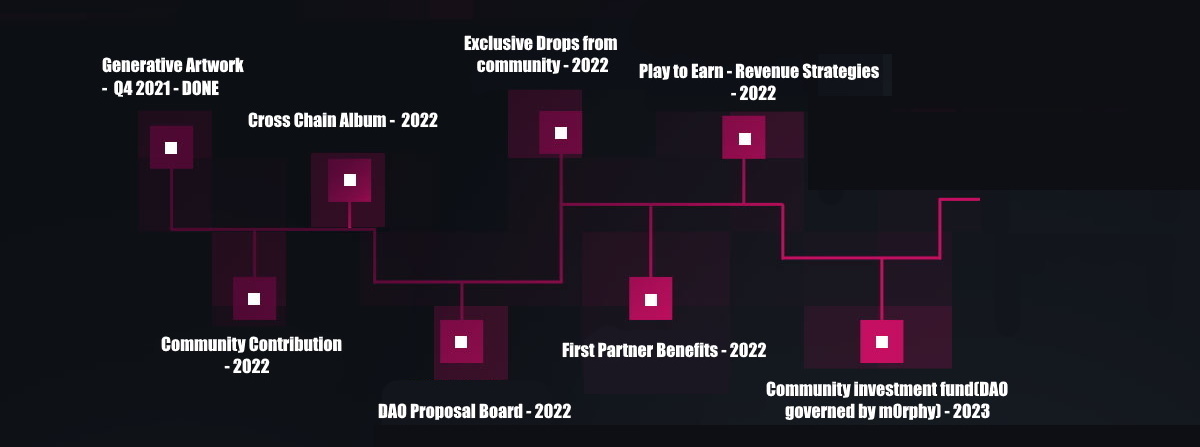 Generative Artwork
- Q4 2021 - DONE
Community Contribution
- 2022
Cross Chain Album - 2022
DAO Proposal Board - 2022
Exclusive Drops from
community - 2022
First Partner Benefits - 2022
Play to Earn - Revenue Strategies
- 2022
Community investment fund(DAO
governed by m0rphy) - 2023